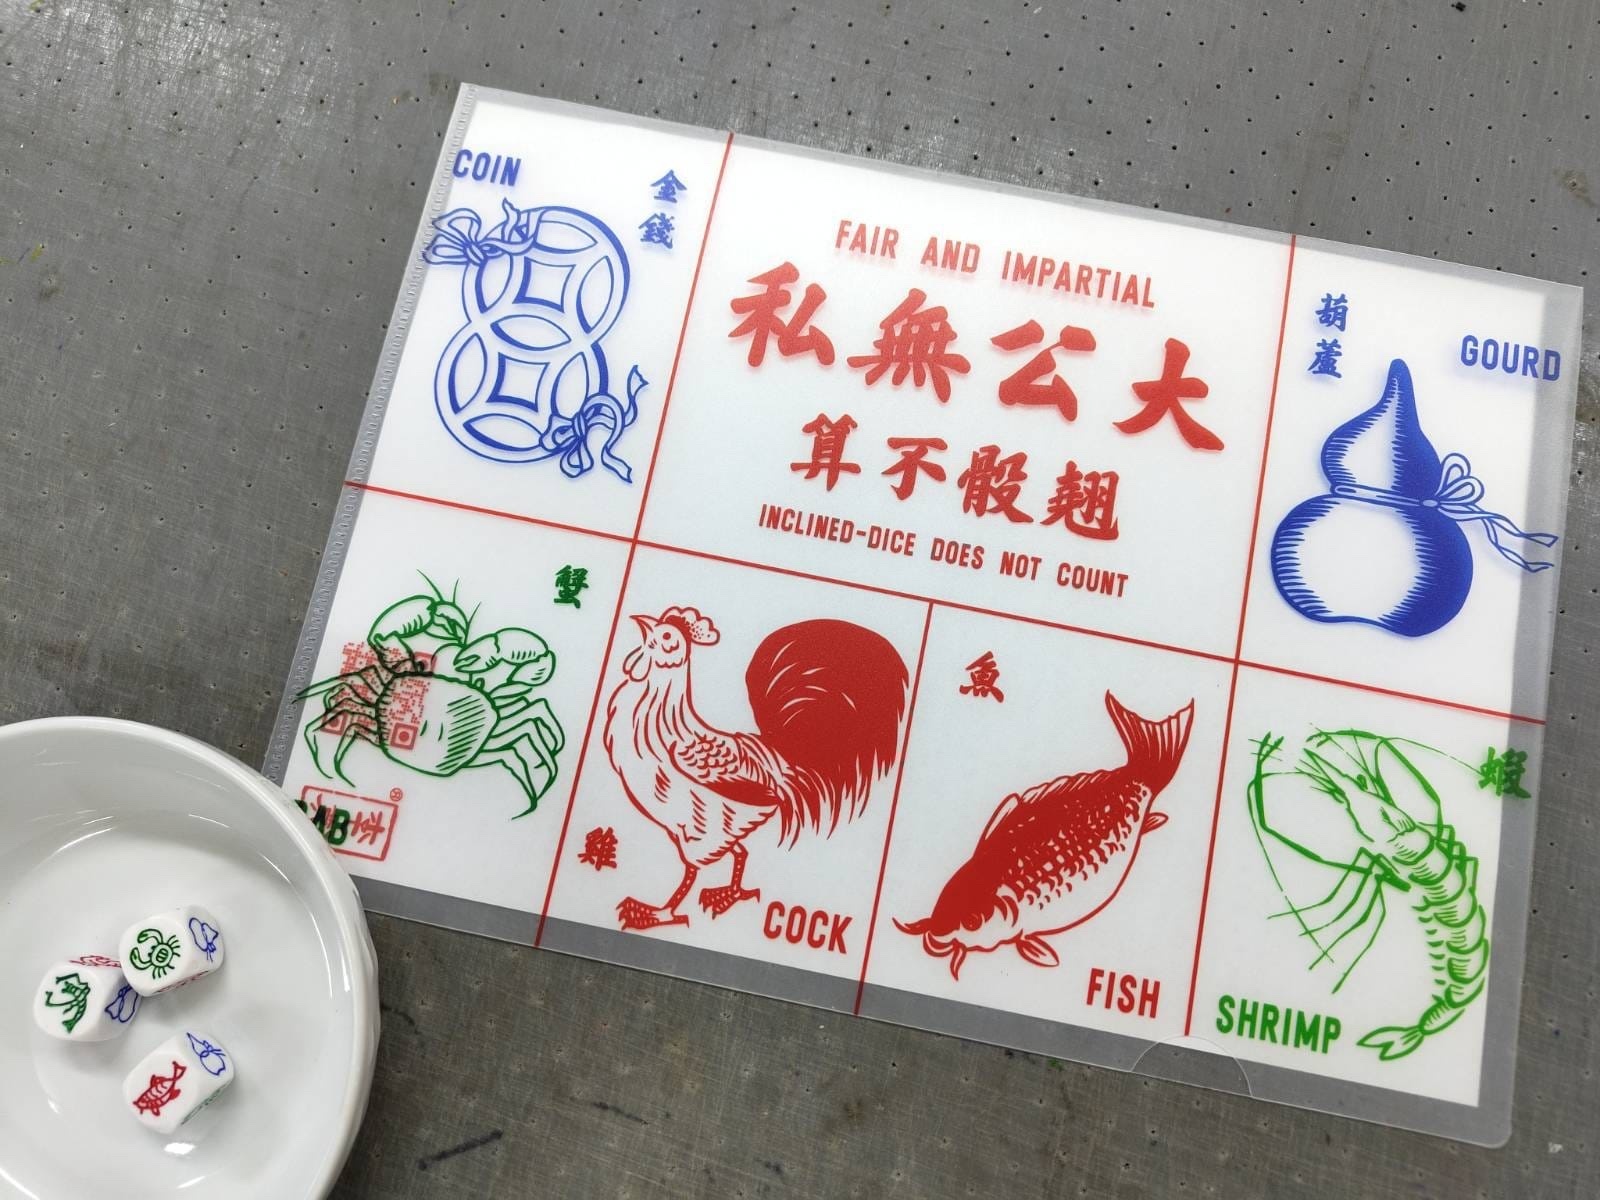 COIN
金錢
FAIR AND IMPARTIAL
大公無私
翹骰不算
INCLINED-DICE DOES NOT COUNT
葫蘆
GOURD
蟹
雞
COCK
魚
FISH
蝦
SHRIMP